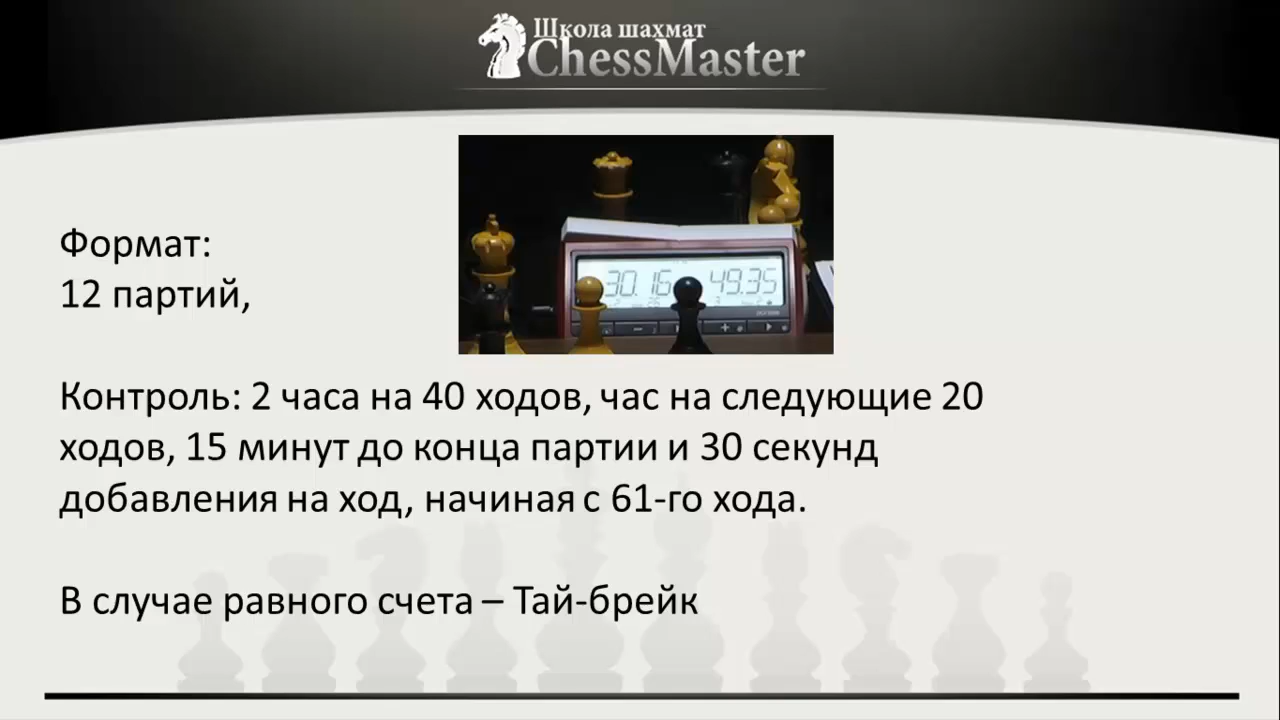 Школа шахмат
ChessMaster
30.16 49.35
Формат:
12 партий,
Контроль: 2 часа на 40 ходов, час на следующие 20
ходов, 15 минут до конца партии и 30 секунд
добавления на ход, начиная с 61-го хода.
В случае равного счета – Тай-брейк